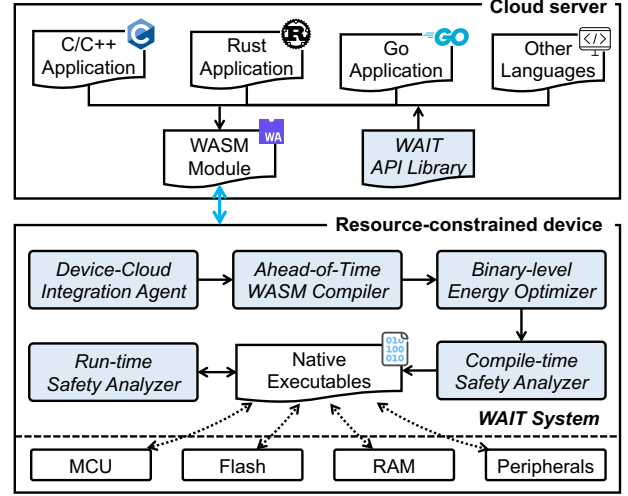 Cloud server
C/C++
Application
Rust
Application
GO
Go
Application
Other
Languages
</>
WASM
Module
WA
WAIT
API Library
Resource-constrained device
Device-Cloud
Integration Agent
Ahead-of-Time
WASM Compiler
Binary-level
Energy Optimizer
Run-time
Safety Analyzer
Native
Executables
010
100
010
Compile-time
Safety Analyzer
WAIT System
MCU
Flash
RAM
Peripherals